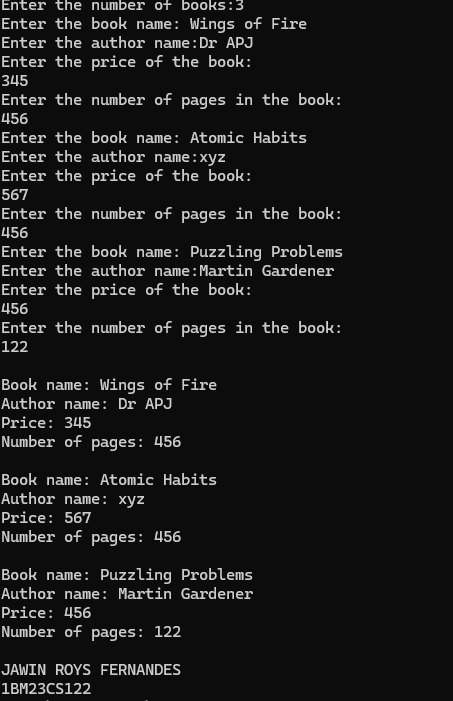 Enter the number of books:3
Enter the book name: Wings of Fire
Enter the author name:Dr APJ
Enter the price of the book:
345
Enter the number of pages in the book:
456
Enter the book name: Atomic Habits
Enter the author name:xyz
Enter the price of the book:
567
Enter the number of pages in the book:
456
Enter the book name: Puzzling Problems
Enter the author name:Martin Gardener
Enter the price of the book:
456
Enter the number of pages in the book:
122
Book name: Wings of Fire
Author name: Dr APJ
Price: 345
Number of pages: 456
Book name: Atomic Habits
Author name: xyz
Price: 567
Number of pages: 456
Book name: Puzzling Problems
Author name: Martin Gardener
Price: 456
Number of pages: 122
JAWIN ROYS FERNANDES
1BM23CS122